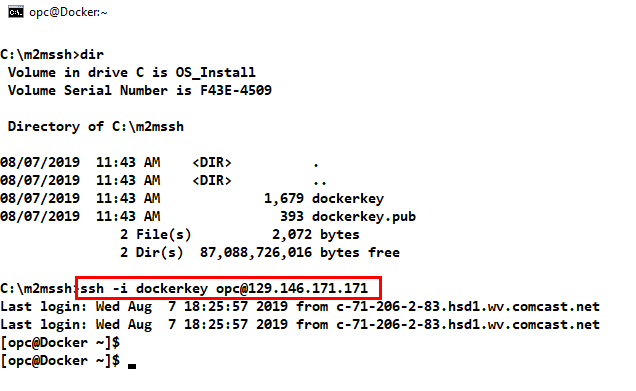 opc@Docker:~
C:\m2mssh>dir
Volume in drive C is OS_Install
Volume Serial Number is F43E-4509
Directory of C:\m2mssh
08/07/2019  11:43 AM    <DIR>          .
08/07/2019  11:43 AM    <DIR>          ..
08/07/2019  11:43 AM             1,679 dockerkey
08/07/2019  11:43 AM               393 dockerkey.pub
2 File(s)          2,072 bytes
2 Dir(s)  87,088,726,016 bytes free
C:\m2mssh>ssh -i dockerkey opc@129.146.171.171
Last login: Wed Aug  7 18:25:57 2019 from c-71-206-2-83.hsd1.wv.comcast.net
Last login: Wed Aug  7 18:25:57 2019 from c-71-206-2-83.hsd1.wv.comcast.net
[opc@Docker ~]$
[opc@Docker ~]$